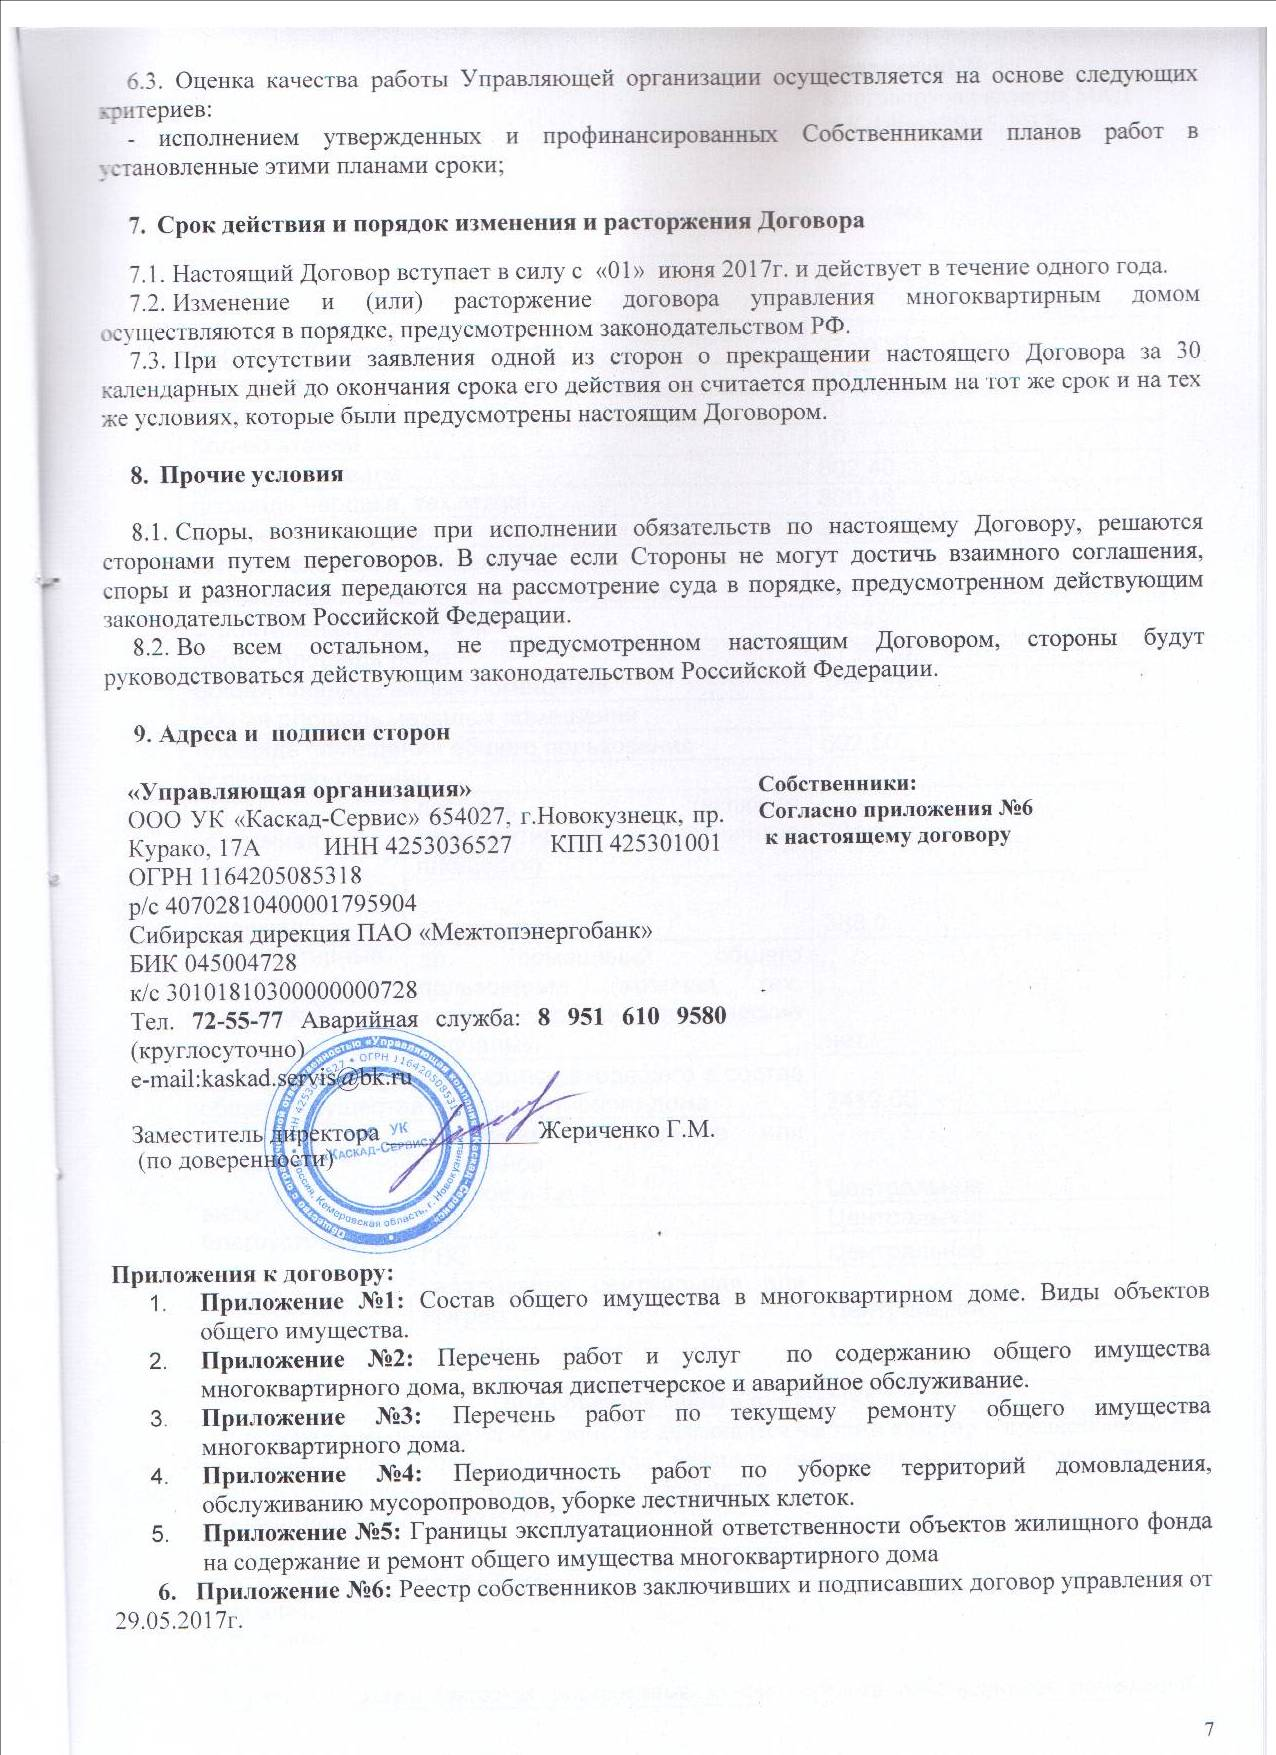 6.3. Оценка качества работы Управляющей организации осуществляется на основе следующих
критериев:
- исполнением утвержденных и профинансированных Собственниками планов работ в
установленные этими планами сроки;
7. Срок действия и порядок изменения и расторжения Договора
7.1. Настоящий Договор вступает в силу с «01» июня 2017г. и действует в течение одного года.
7.2. Изменение и (или) расторжение договора управления многоквартирным домом
осуществляются в порядке, предусмотренном законодательством РФ.
7.3. При отсутствии заявления одной из сторон о прекращении настоящего Договора за 30
календарных дней до окончания срока его действия он считается продленным на тот же срок и на тех
же условиях, которые были предусмотрены настоящим Договором.
8. Прочие условия
8.1. Споры, возникающие при исполнении обязательств по настоящему Договору, решаются
сторонами путем переговоров. В случае если Стороны не могут достичь взаимного соглашения,
споры и разногласия передаются на рассмотрение суда в порядке, предусмотренном действующим
законодательством Российской Федерации.
8.2. Во всем остальном, не предусмотренном настоящим Договором, стороны будут
руководствоваться действующим законодательством Российской Федерации.
9. Адреса и подписи сторон
«Управляющая организация»
ООО УК «Каскад-Сервис» 654027, г.Новокузнецк, пр.
Курако, 17А ИНН 4253036527 КПП 425301001
ОГРН 1164205085318
р/с 40702810400001795904
Сибирская дирекция ПАО «Межтопэнергобанк»
БИК 045004728
к/с 30101810300000000728
Тел. 72-55-77 Аварийная служба: 8 951 610 9580
(круглосуточно)
e-mail:kaskad.servis@bk.ru
Заместитель директора ____________Жериченко Г.М.
(по доверенности)
Собственники:
Согласно приложения №6
к настоящему договору
УК
«Каскад-Сервис»
Россия, Кемеровская область, г. Новокузнецк
Приложения к договору:
1. Приложение №1: Состав общего имущества в многоквартирном доме. Виды объектов
общего имущества.
2. Приложение №2: Перечень работ и услуг по содержанию общего имущества
многоквартирного дома, включая диспетчерское и аварийное обслуживание.
3. Приложение №3: Перечень работ по текущему ремонту общего имущества
многоквартирного дома.
4. Приложение №4: Периодичность работ по уборке территорий домовладения,
обслуживанию мусоропроводов, уборке лестничных клеток.
5. Приложение №5: Границы эксплуатационной ответственности объектов жилищного фонда
на содержание и ремонт общего имущества многоквартирного дома
6. Приложение №6: Реестр собственников заключивших и подписавших договор управления от
29.05.2017г.
7